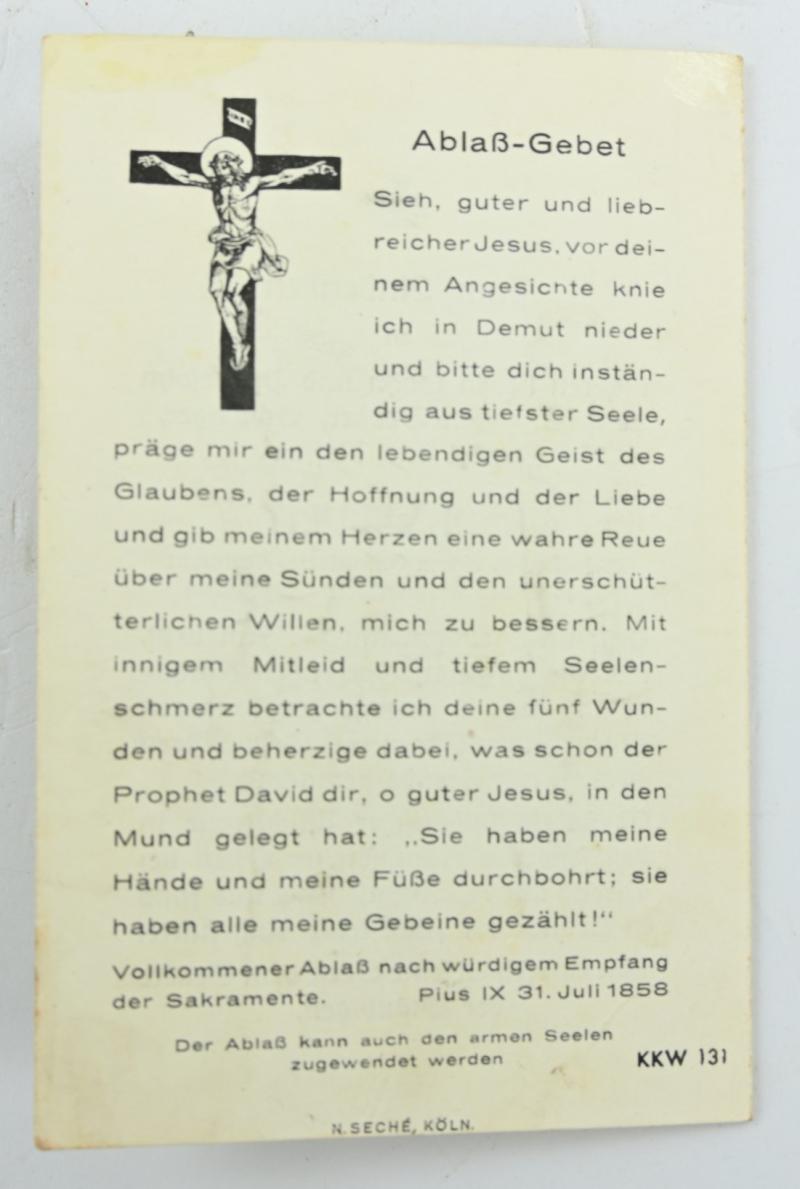 Ablaß-Gebet
Sieh, guter und lieb-
reicher Jesus, vor dei-
nem Angesichte knie
ich in Demut nieder
und bitte dich instän-
dig aus tiefster Seele,
präge mir ein den lebendigen Geist des
Glaubens, der Hoffnung und der Liebe
und gib meinem Herzen eine wahre Reue
über meine Sünden und den unerschüt-
terlichen Willen, mich zu bessern. Mit
innigem Mitleid und tiefem Seelen-
schmerz betrachte ich deine fünf Wun-
den und beherzige dabei, was schon der
Prophet David dir, o guter Jesus, in den
Mund gelegt hat: „Sie haben meine
Hände und meine Füße durchbohrt; sie
haben alle meine Gebeine gezählt!“
Vollkommener Ablaß nach würdigem Empfang
der Sakramente. Pius IX 31. Juli 1858
Der Ablaß kann auch den armen Seelen
zugewendet werden
KKW 131
N. SECHÉ, KÖLN.